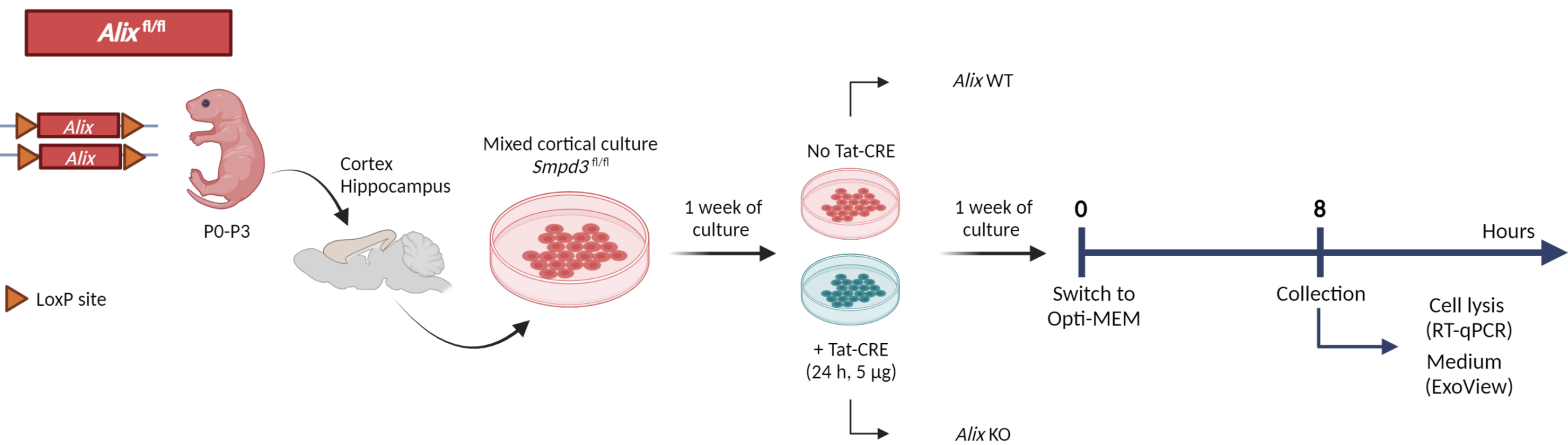 Alix fl/fl
Alix
Alix
P0-P3
LoxP site
Cortex
Hippocampus
Mixed cortical culture
Smpd3 fl/fl
1 week of
culture
Alix WT
No Tat-CRE
+ Tat-CRE
(24 h, 5 µg)
Alix KO
1 week of
culture
0
8
Hours
Switch to
Opti-MEM
Collection
Cell lysis
(RT-qPCR)
Medium
(ExoView)